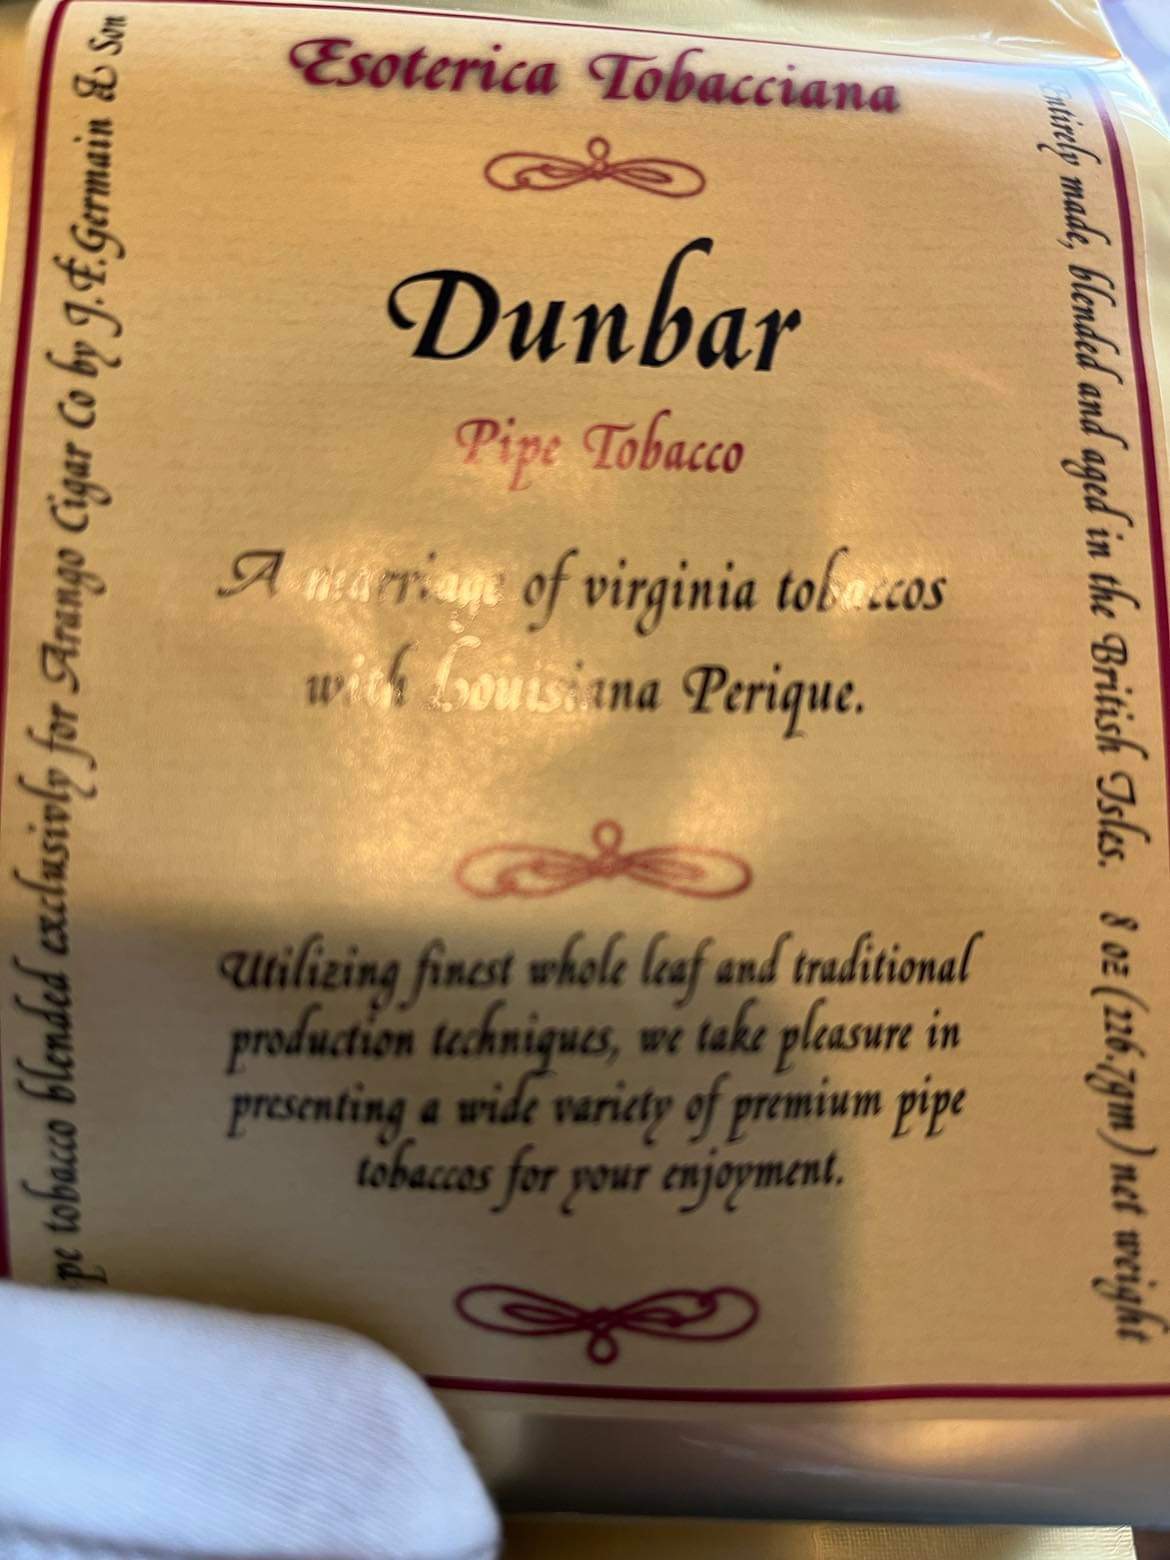 Esoterica Tobacciana
Dunbar
Pipe Tobacco
A marriage of virginia tobaccos
with Louisiana Perique.
Utilizing finest whole leaf and traditional
production techniques, we take pleasure in
presenting a wide variety of premium pipe
tobaccos for your enjoyment.
pe tobacco blended exclusivly for Arango Cigar Co by J.F.Germain & Son
Entirely made, blended and aged in the British Isles. 8 oz (226.7gm) net weight